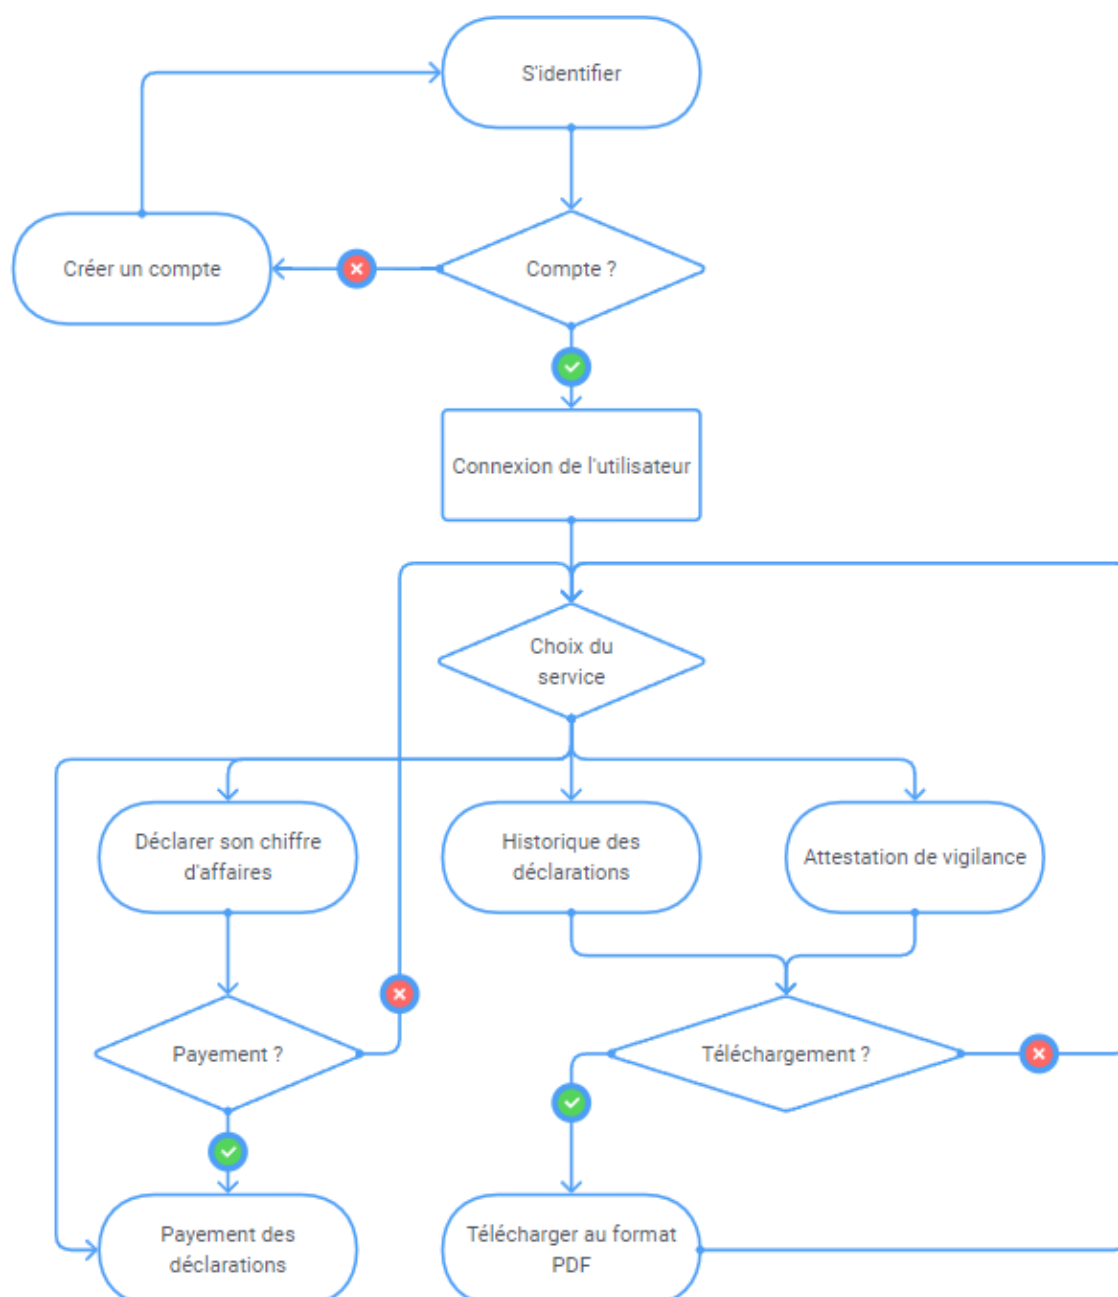 S'identifier
Créer un compte
Compte ?
Connexion de l'utilisateur
Choix du
service
Déclarer son chiffre
d'affaires
Historique des
déclarations
Attestation de vigilance
Payement ?
Téléchargement ?
Payement des
déclarations
Télécharger au format
PDF